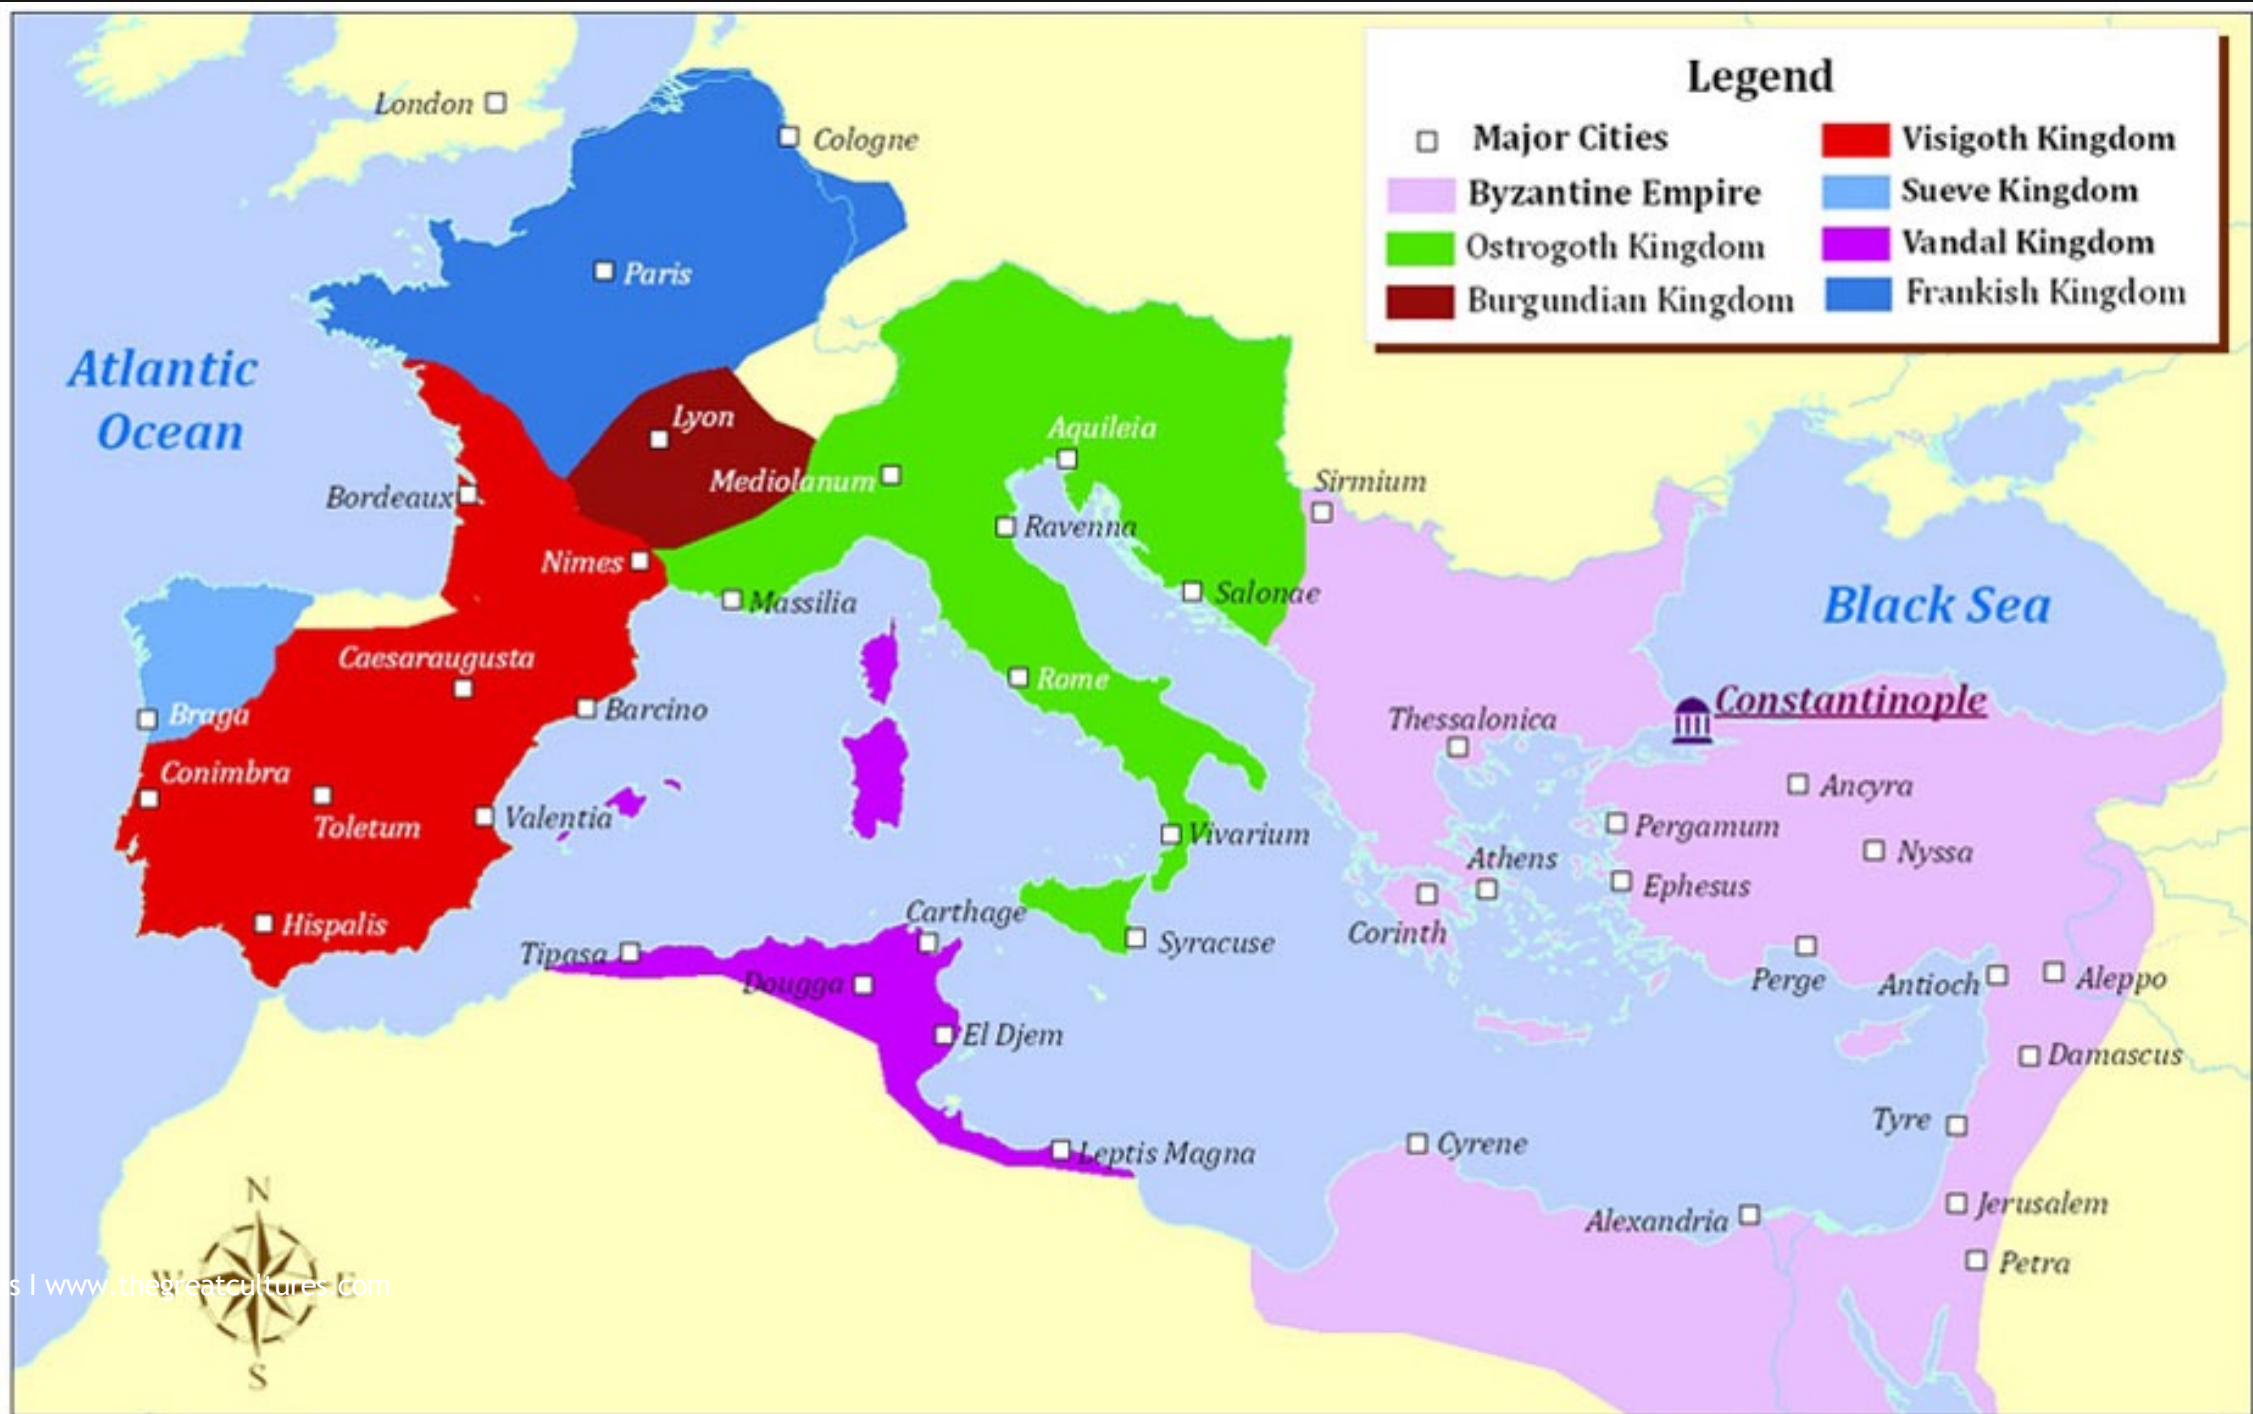 Legend
Major Cities
Byzantine Empire
Ostrogoth Kingdom
Burgundian Kingdom
Visigoth Kingdom
Sueve Kingdom
Vandal Kingdom
Frankish Kingdom
London
Cologne
Paris
Atlantic
Ocean
Lyon
Aquileia
Mediolanum
Sirmium
Bordeaux
Ravenna
Nimes
Massilia
Salonae
Black Sea
Caesaraugusta
Rome
Constantinople
Braga
Barcino
Thessalonica
Conimbra
Ancyra
Toletum
Valentia
Vivarium
Pergamum
Nyssa
Athens
Ephesus
Hispalis
Carthage
Corinth
Tipasa
Syracuse
Dougga
Perge
Antioch
Aleppo
El Djem
Damascus
Tyre
Cyrene
Leptis Magna
Jerusalem
Alexandria
Petra
N
W
E
S
s | www.thegreatcultures.com